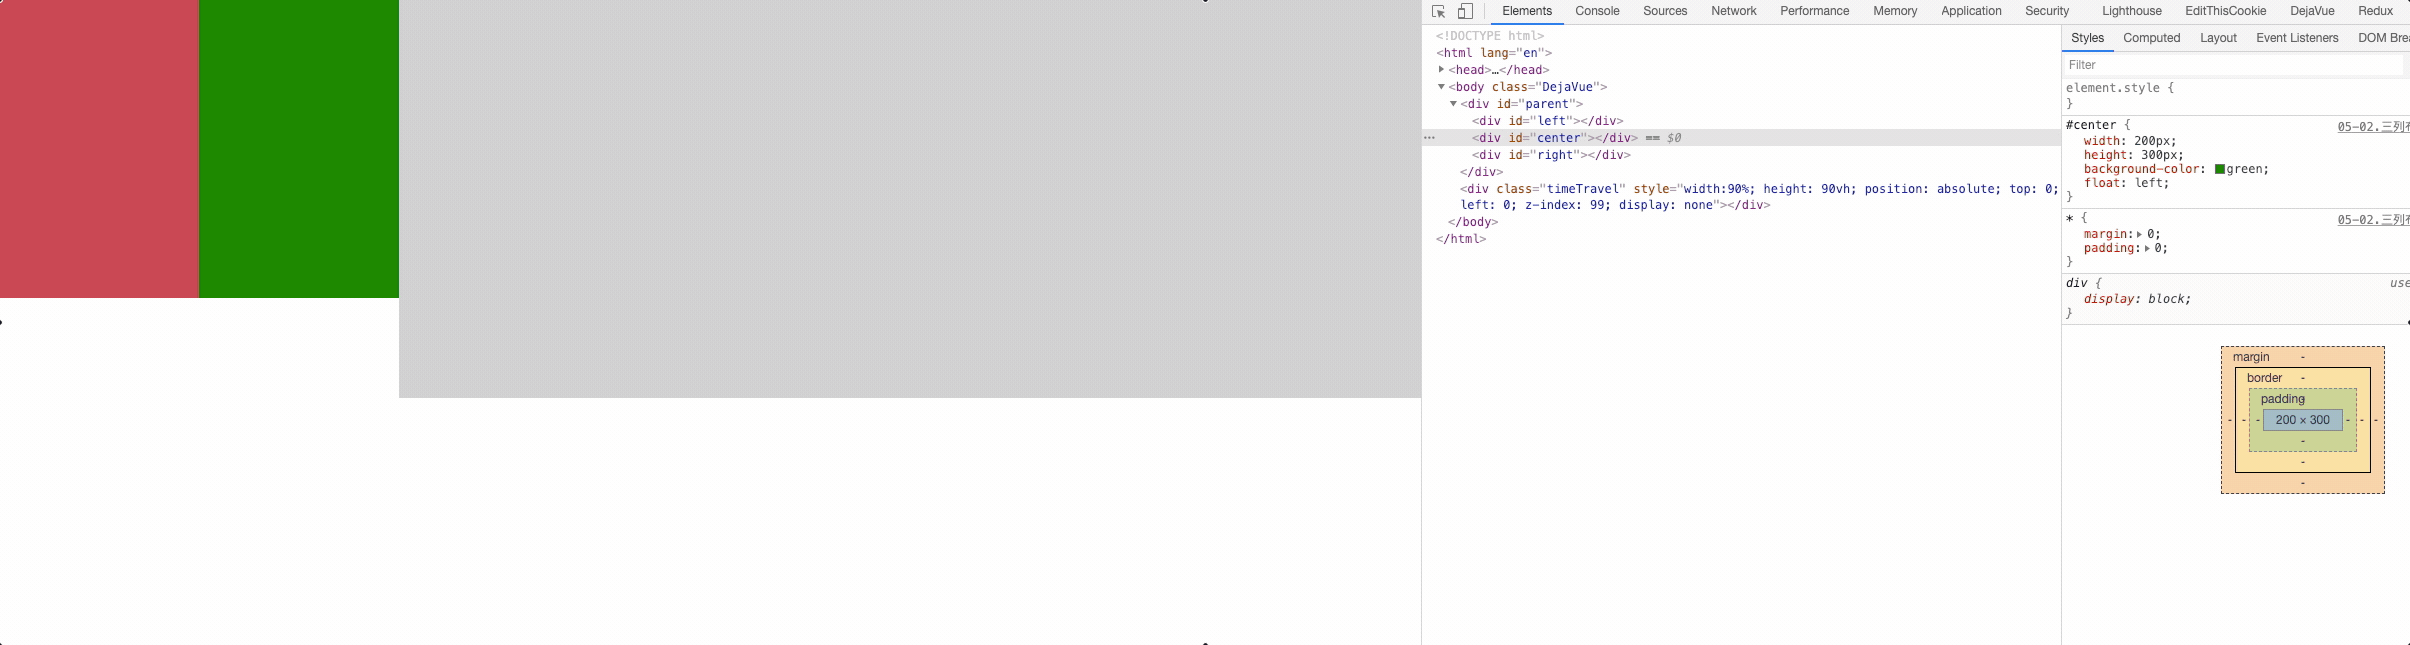 Elements Console Sources Network Performance Memory Application Security Lighthouse EditThisCookie DejaVue Redux
<!DOCTYPE html>
<html lang="en">
<head>…</head>
<body class="DejaVue">
<div id="parent">
<div id="left"></div>
<div id="center"></div> == $0
<div id="right"></div>
</div>
<div class="timeTravel" style="width:90%; height: 90vh; position: absolute; top: 0;
left: 0; z-index: 99; display: none"></div>
</body>
</html>
Styles Computed Layout Event Listeners DOM Brea
Filter
element.style {
}
#center { 05-02.三列
width: 200px;
height: 300px;
background-color: green;
float: left;
}
* { 05-02.三列
margin: 0;
padding: 0;
}
div { use
display: block;
}
margin -
border -
padding -
- - - 200 × 300 - - -
-
-
-